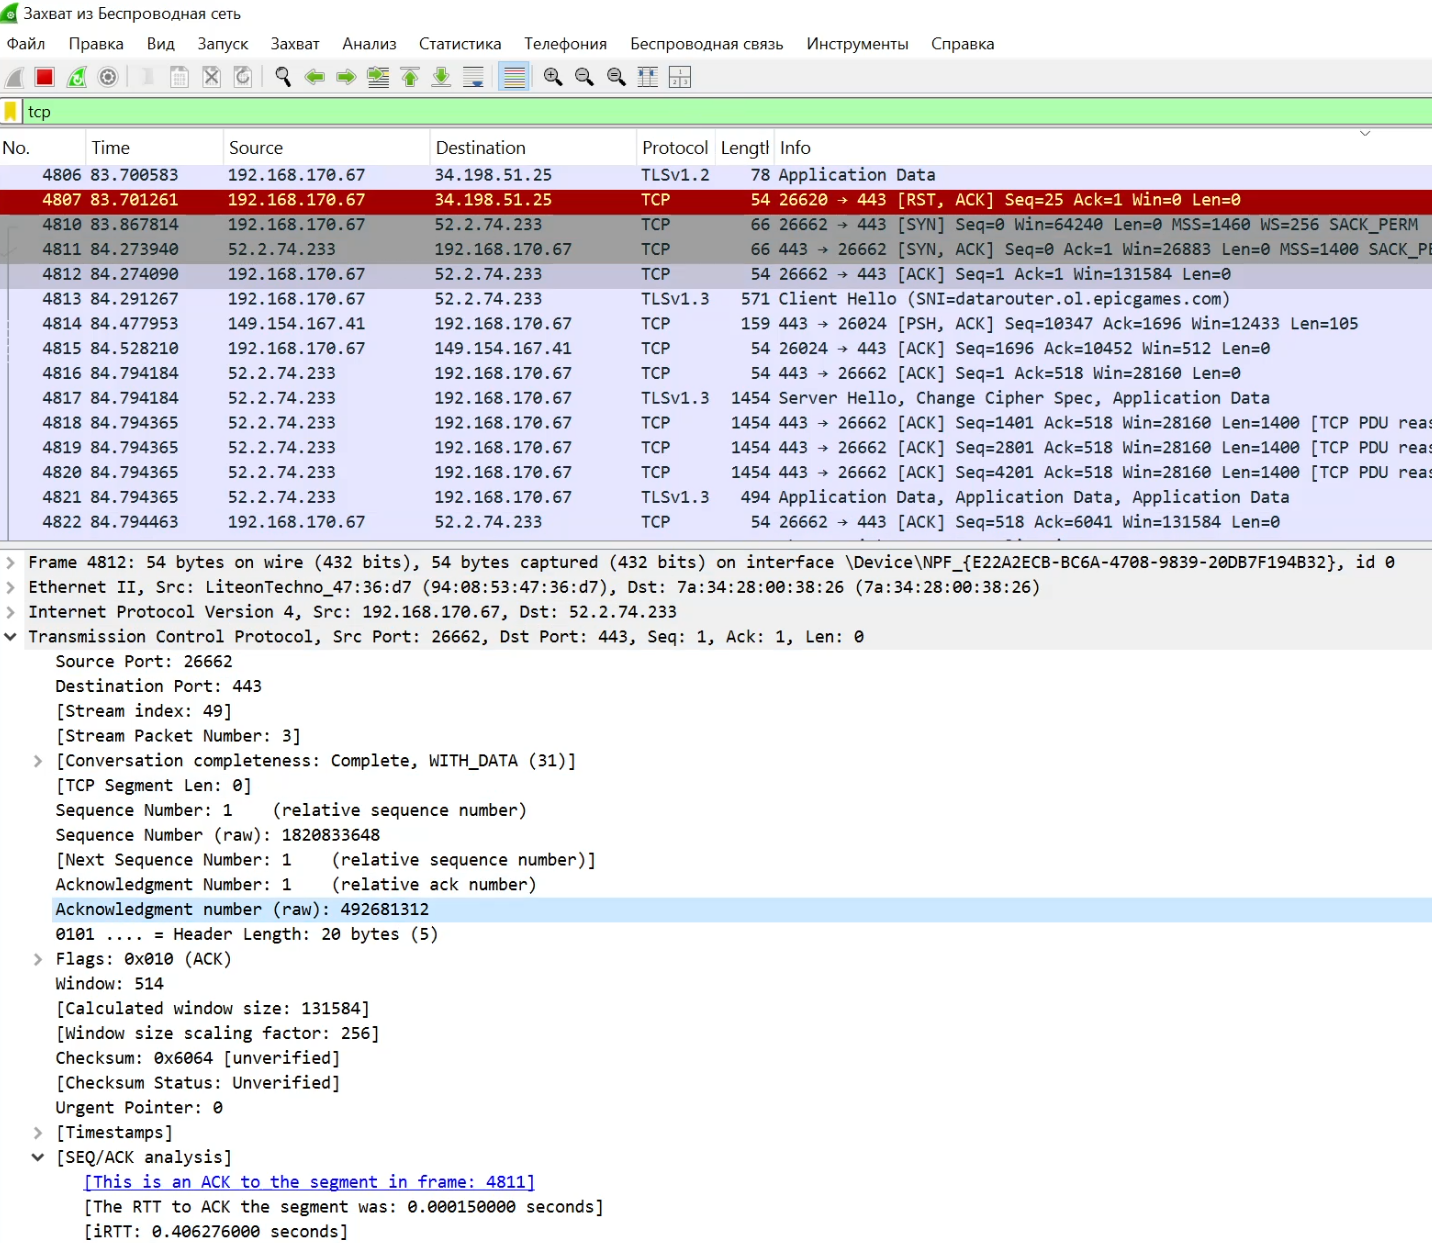 Захват из Беспроводная сеть
Файл Правка Вид Запуск Захват Анализ Статистика Телефония Беспроводная связь Инструменты Справка
tcp
No. Time Source Destination Protocol Length Info
4806 83.700583 192.168.170.67 34.198.51.25 TLSv1.2 78 Application Data
4807 83.701261 192.168.170.67 34.198.51.25 TCP 54 26620 → 443 [RST, ACK] Seq=25 Ack=1 Win=0 Len=0
4810 83.867814 192.168.170.67 52.2.74.233 TCP 66 26662 → 443 [SYN] Seq=0 Win=64240 Len=0 MSS=1460 WS=256 SACK_PERM
4811 84.273940 52.2.74.233 192.168.170.67 TCP 66 443 → 26662 [SYN, ACK] Seq=0 Ack=1 Win=26883 Len=0 MSS=1400 SACK_PE
4812 84.274090 192.168.170.67 52.2.74.233 TCP 54 26662 → 443 [ACK] Seq=1 Ack=1 Win=131584 Len=0
4813 84.291267 192.168.170.67 52.2.74.233 TLSv1.3 571 Client Hello (SNI=datarouter.ol.epicgames.com)
4814 84.477953 149.154.167.41 192.168.170.67 TCP 159 443 → 26024 [PSH, ACK] Seq=10347 Ack=1696 Win=12433 Len=105
4815 84.528210 192.168.170.67 149.154.167.41 TCP 54 26024 → 443 [ACK] Seq=1696 Ack=10452 Win=512 Len=0
4816 84.794184 52.2.74.233 192.168.170.67 TCP 54 443 → 26662 [ACK] Seq=1 Ack=518 Win=28160 Len=0
4817 84.794184 52.2.74.233 192.168.170.67 TLSv1.3 1454 Server Hello, Change Cipher Spec, Application Data
4818 84.794365 52.2.74.233 192.168.170.67 TCP 1454 443 → 26662 [ACK] Seq=1401 Ack=518 Win=28160 Len=1400 [TCP PDU reas
4819 84.794365 52.2.74.233 192.168.170.67 TCP 1454 443 → 26662 [ACK] Seq=2801 Ack=518 Win=28160 Len=1400 [TCP PDU reas
4820 84.794365 52.2.74.233 192.168.170.67 TCP 1454 443 → 26662 [ACK] Seq=4201 Ack=518 Win=28160 Len=1400 [TCP PDU reas
4821 84.794365 52.2.74.233 192.168.170.67 TLSv1.3 494 Application Data, Application Data, Application Data
4822 84.794463 192.168.170.67 52.2.74.233 TCP 54 26662 → 443 [ACK] Seq=518 Ack=6041 Win=131584 Len=0
Frame 4812: 54 bytes on wire (432 bits), 54 bytes captured (432 bits) on interface \Device\NPF_{E22A2ECB-BC6A-4708-9839-20DB7F194B32}, id 0
Ethernet II, Src: LiteonTechno_47:36:d7 (94:08:53:47:36:d7), Dst: 7a:34:28:00:38:26 (7a:34:28:00:38:26)
Internet Protocol Version 4, Src: 192.168.170.67, Dst: 52.2.74.233
Transmission Control Protocol, Src Port: 26662, Dst Port: 443, Seq: 1, Ack: 1, Len: 0
Source Port: 26662
Destination Port: 443
[Stream index: 49]
[Stream Packet Number: 3]
[Conversation completeness: Complete, WITH_DATA (31)]
[TCP Segment Len: 0]
Sequence Number: 1 (relative sequence number)
Sequence Number (raw): 1820833648
[Next Sequence Number: 1 (relative sequence number)]
Acknowledgment Number: 1 (relative ack number)
Acknowledgment number (raw): 492681312
0101 .... = Header Length: 20 bytes (5)
Flags: 0x010 (ACK)
Window: 514
[Calculated window size: 131584]
[Window size scaling factor: 256]
Checksum: 0x6064 [unverified]
[Checksum Status: Unverified]
Urgent Pointer: 0
[Timestamps]
[SEQ/ACK analysis]
[This is an ACK to the segment in frame: 4811]
[The RTT to ACK the segment was: 0.000150000 seconds]
[iRTT: 0.406276000 seconds]